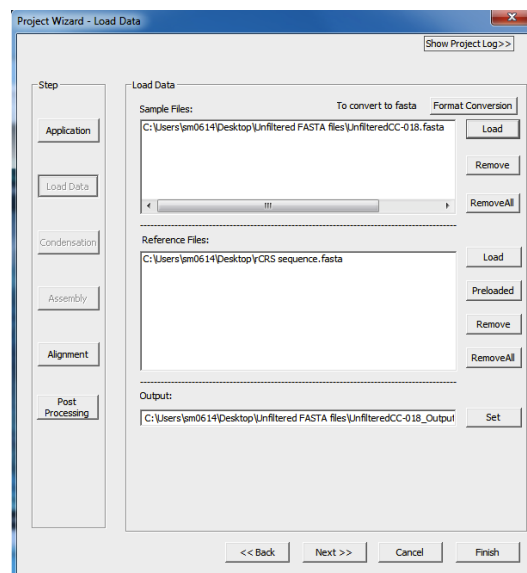 Project Wizard - Load Data
Show Project Log>>
Step
Application
Load Data
Condensation
Assembly
Alignment
Post
Processing
Load Data
Sample Files:
To convert to fasta
Format Conversion
C:\Users\sm0614\Desktop\Unfiltered FASTA files\UnfilteredCC-018.fasta
Load
Remove
RemoveAll
Reference Files:
C:\Users\sm0614\Desktop\rCRS sequence.fasta
Load
Preloaded
Remove
RemoveAll
Output:
C:\Users\sm0614\Desktop\Unfiltered FASTA files\UnfilteredCC-018_Output
Set
<< Back
Next >>
Cancel
Finish